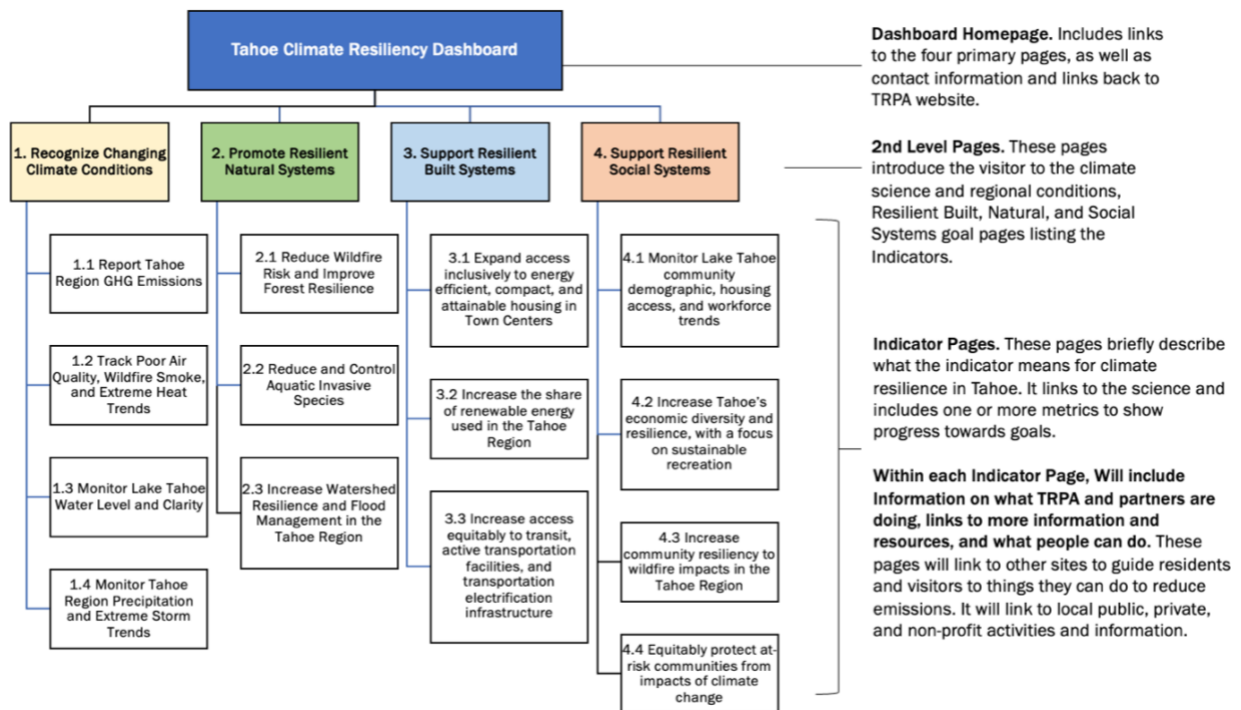 Tahoe Climate Resiliency Dashboard
Dashboard Homepage. Includes links
to the four primary pages, as well as
contact information and links back to
TRPA website.
1. Recognize Changing
Climate Conditions
2. Promote Resilient
Natural Systems
3. Support Resilient
Built Systems
4. Support Resilient
Social Systems
2nd Level Pages. These pages
introduce the visitor to the climate
science and regional conditions,
Resilient Built, Natural, and Social
Systems goal pages listing the
Indicators.
1.1 Report Tahoe
Region GHG Emissions
1.2 Track Poor Air
Quality, Wildfire Smoke,
and Extreme Heat
Trends
1.3 Monitor Lake Tahoe
Water Level and Clarity
1.4 Monitor Tahoe
Region Precipitation
and Extreme Storm
Trends
2.1 Reduce Wildfire
Risk and Improve
Forest Resilience
2.2 Reduce and Control
Aquatic Invasive
Species
2.3 Increase Watershed
Resilience and Flood
Management in the
Tahoe Region
3.1 Expand access
inclusively to energy
efficient, compact, and
attainable housing in
Town Centers
3.2 Increase the share
of renewable energy
used in the Tahoe
Region
3.3 Increase access
equitably to transit,
active transportation
facilities, and
transportation
electrification
infrastructure
4.1 Monitor Lake Tahoe
community
demographic, housing
access, and workforce
trends
4.2 Increase Tahoe's
economic diversity and
resilience, with a focus
on sustainable
recreation
4.3 Increase
community resiliency to
wildfire impacts in the
Tahoe Region
4.4 Equitably protect at-
risk communities from
impacts of climate
change
Indicator Pages. These pages briefly describe
what the indicator means for climate
resilience in Tahoe. It links to the science and
includes one or more metrics to show
progress towards goals.
Within each Indicator Page, Will include
Information on what TRPA and partners are
doing, links to more information and
resources, and what people can do. These
pages will link to other sites to guide residents
and visitors to things they can do to reduce
emissions. It will link to local public, private,
and non-profit activities and information.